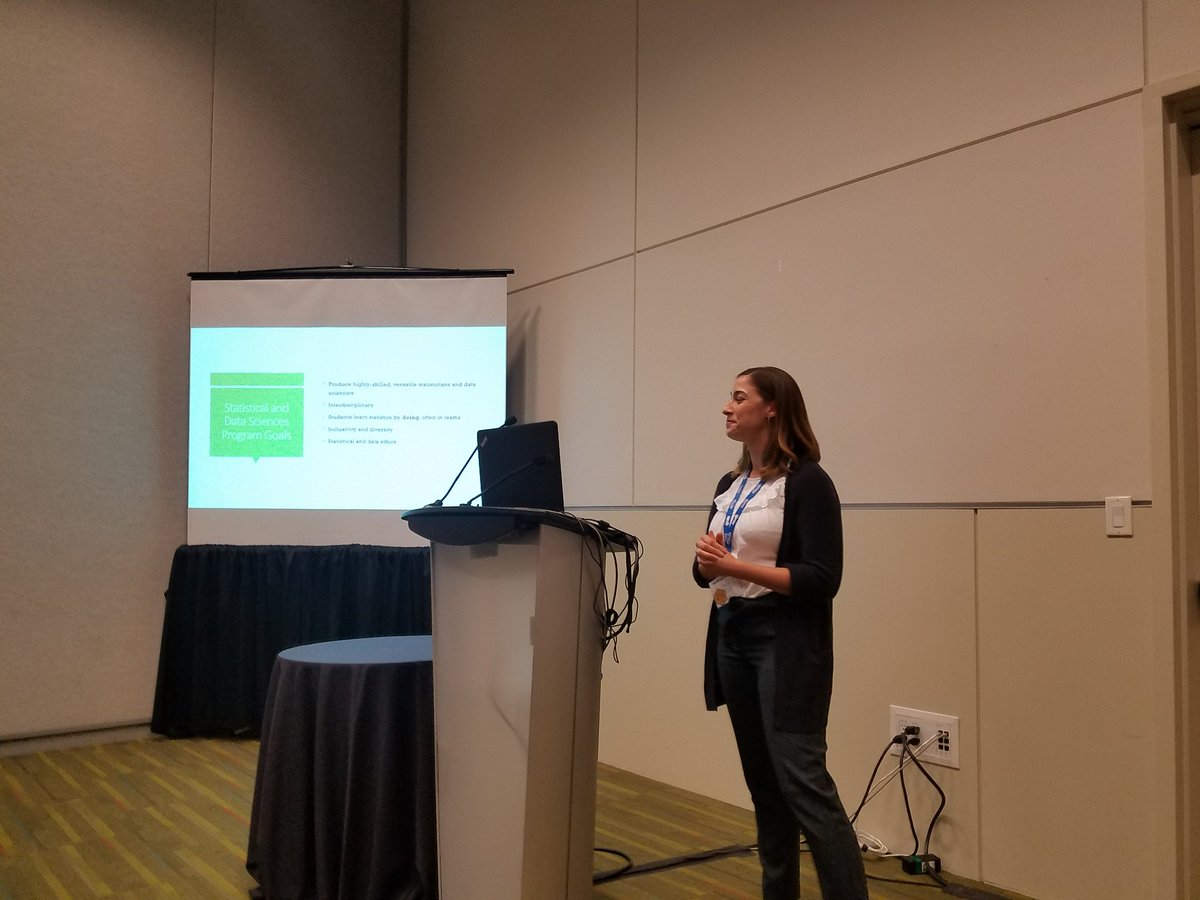 Statistical and
Data Sciences
Program Goals
Produce highly-skilled, versatile statisticians and data
scientists
Interdisciplinary
Students learn statistics by doing, often in teams
Inclusivity and diversity
Statistical and data ethics